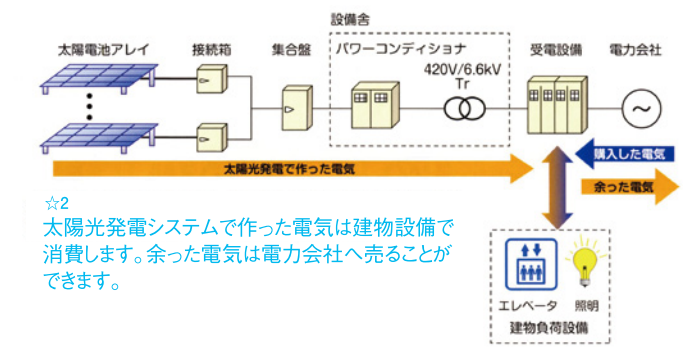 設備舎
太陽電池アレイ
接続箱
集合盤
パワーコンディショナ
受電設備
電力会社
420V/6.6kV
Tr
太陽光発電で作った電気
購入した電気
余った電気
☆2
太陽光発電システムで作った電気は建物設備で
消費します。余った電気は電力会社へ売ることが
できます。
エレベータ
照明
建物負荷設備